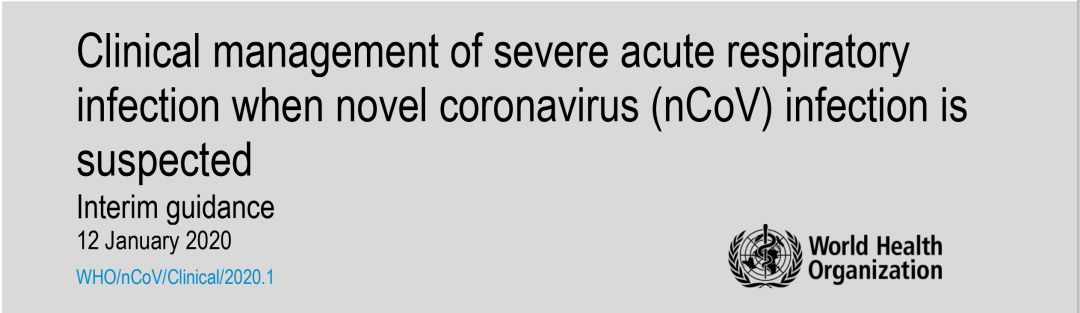 Clinical management of severe acute respiratory
infection when novel coronavirus (nCoV) infection is
suspected
Interim guidance
12 January 2020
WHO/nCoV/Clinical/2020.1
World Health
Organization